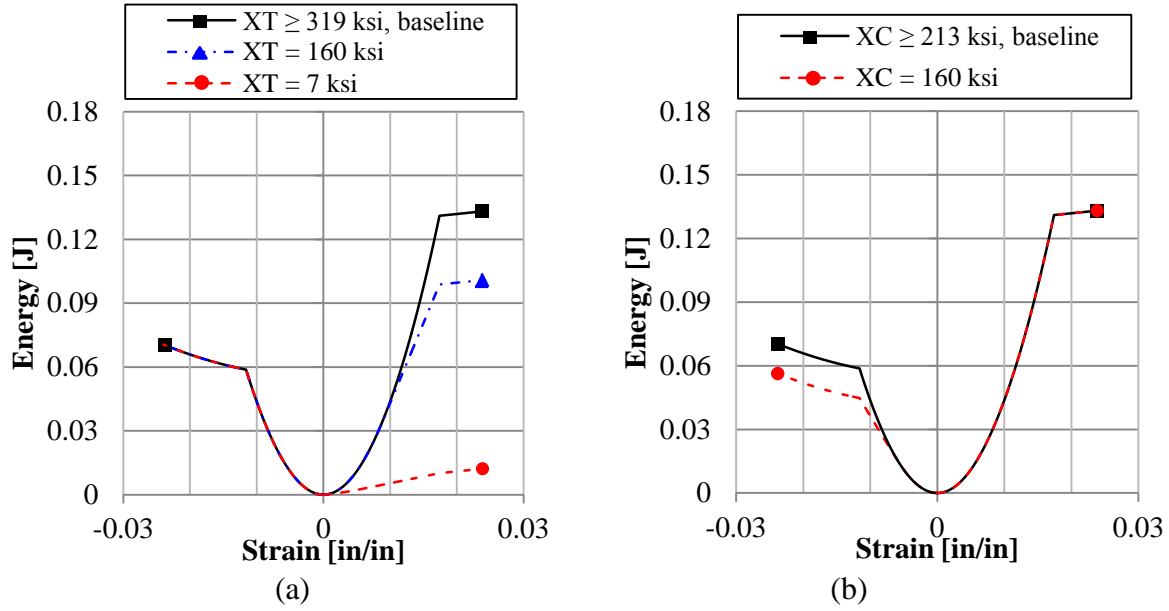 XT ≥ 319 ksi, baseline
XT = 160 ksi
XT = 7 ksi
0.18
0.15
0.12
0.09
0.06
0.03
0
-0.03
0
0.03
Energy [J]
Strain [in/in]
(a)
XC ≥ 213 ksi, baseline
XC = 160 ksi
0.18
0.15
0.12
0.09
0.06
0.03
0
-0.03
0
0.03
Energy [J]
Strain [in/in]
(b)